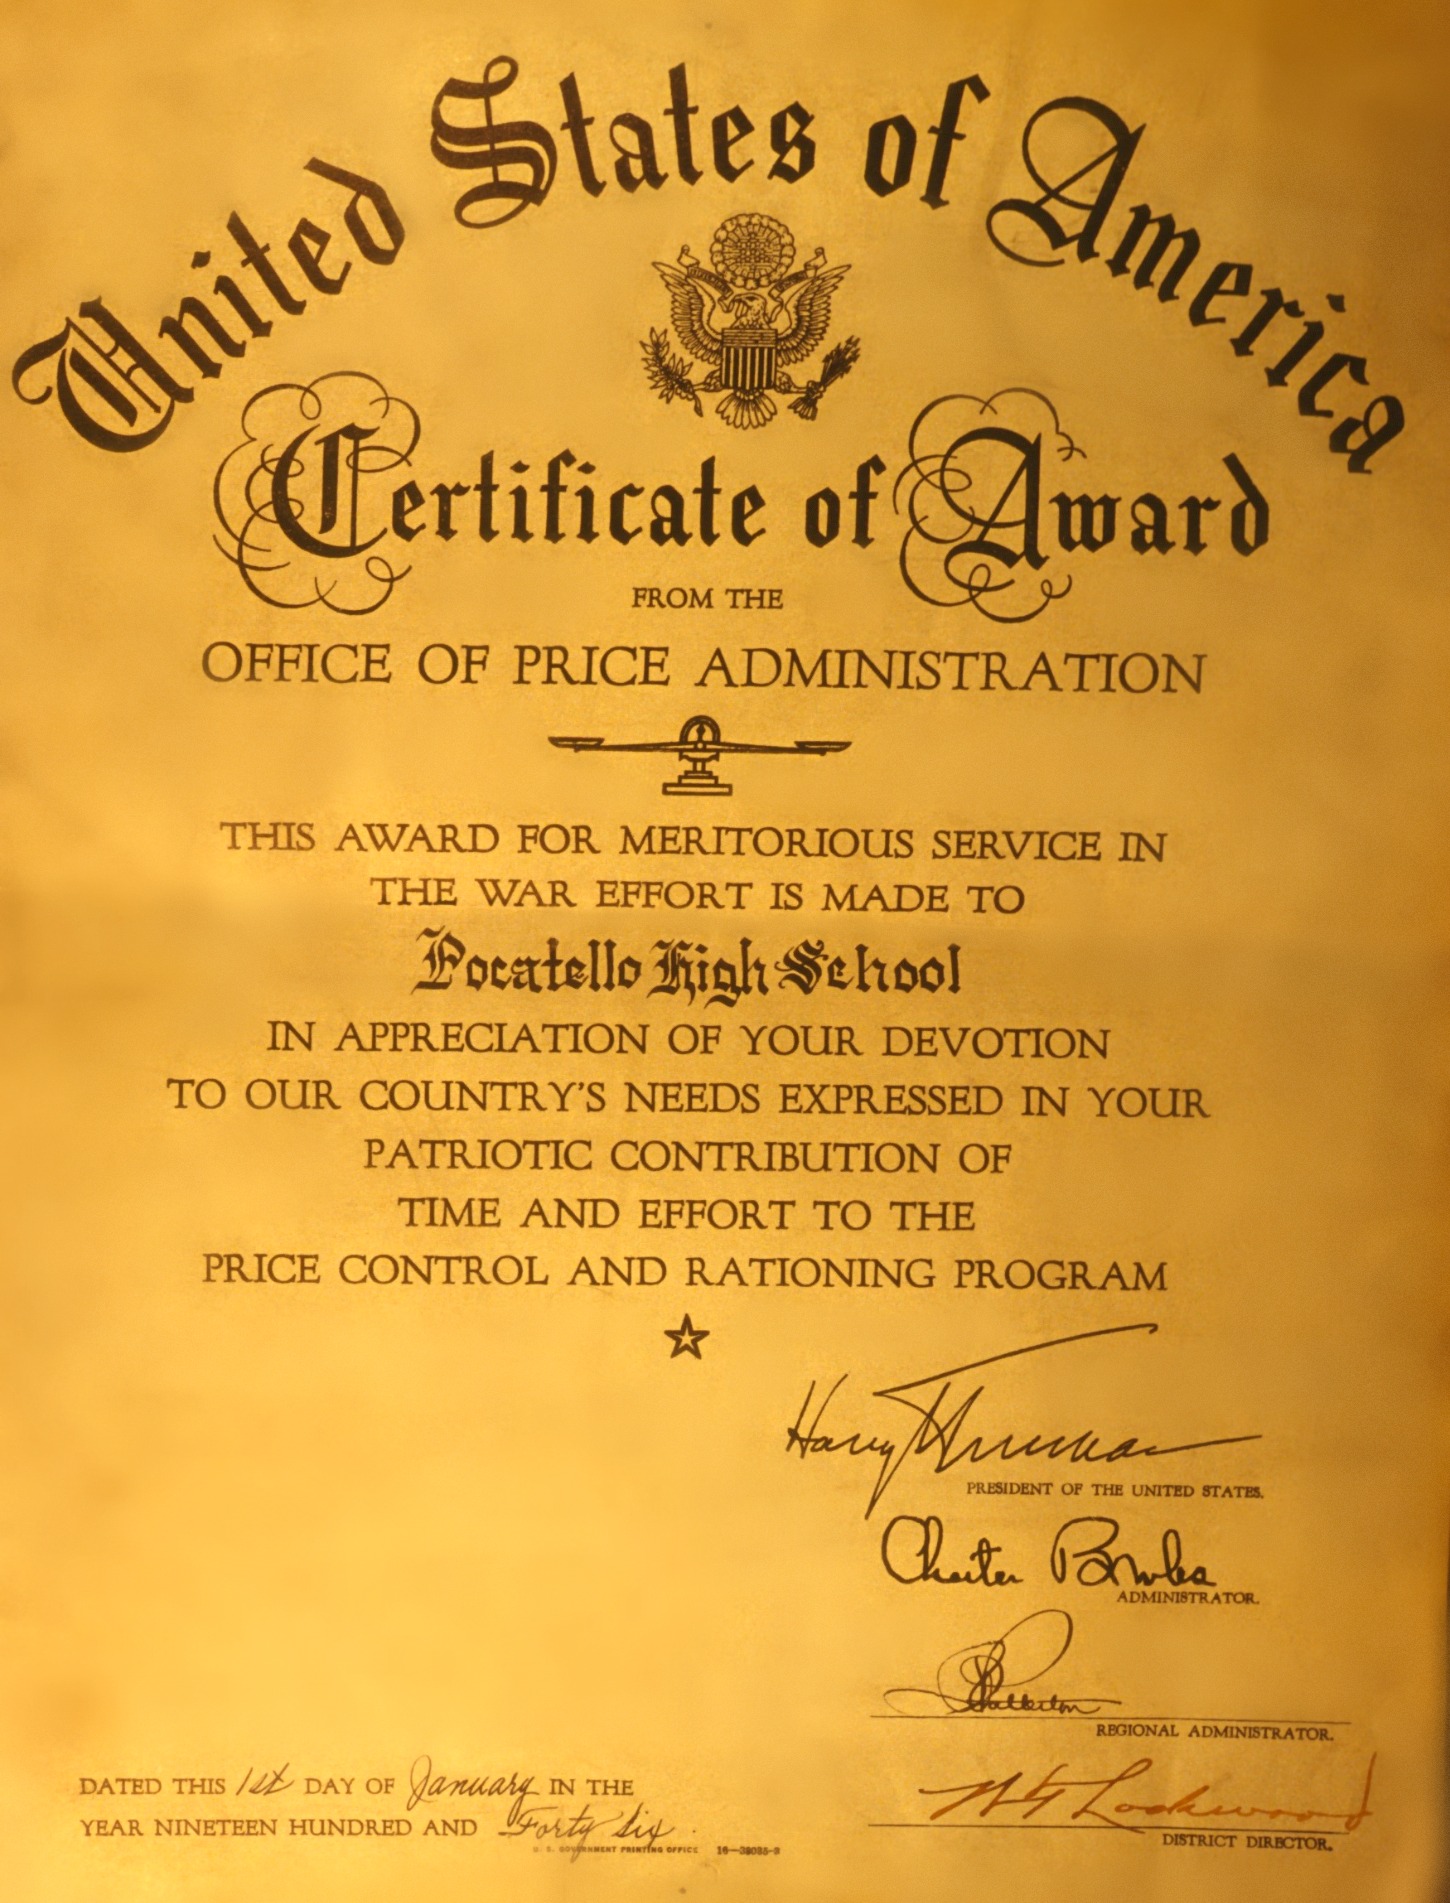 United States of America
Certificate of Award
FROM THE
OFFICE OF PRICE ADMINISTRATION
THIS AWARD FOR MERITORIOUS SERVICE IN
THE WAR EFFORT IS MADE TO
Pocatello High School
IN APPRECIATION OF YOUR DEVOTION
TO OUR COUNTRY'S NEEDS EXPRESSED IN YOUR
PATRIOTIC CONTRIBUTION OF
TIME AND EFFORT TO THE
PRICE CONTROL AND RATIONING PROGRAM
Harry Truman
PRESIDENT OF THE UNITED STATES.
Chester Bowles
ADMINISTRATOR.
REGIONAL ADMINISTRATOR.
Lockwood
DISTRICT DIRECTOR.
DATED THIS 1st DAY OF January IN THE
YEAR NINETEEN HUNDRED AND Forty Six.
U. S. GOVERNMENT PRINTING OFFICE 16—38035-2